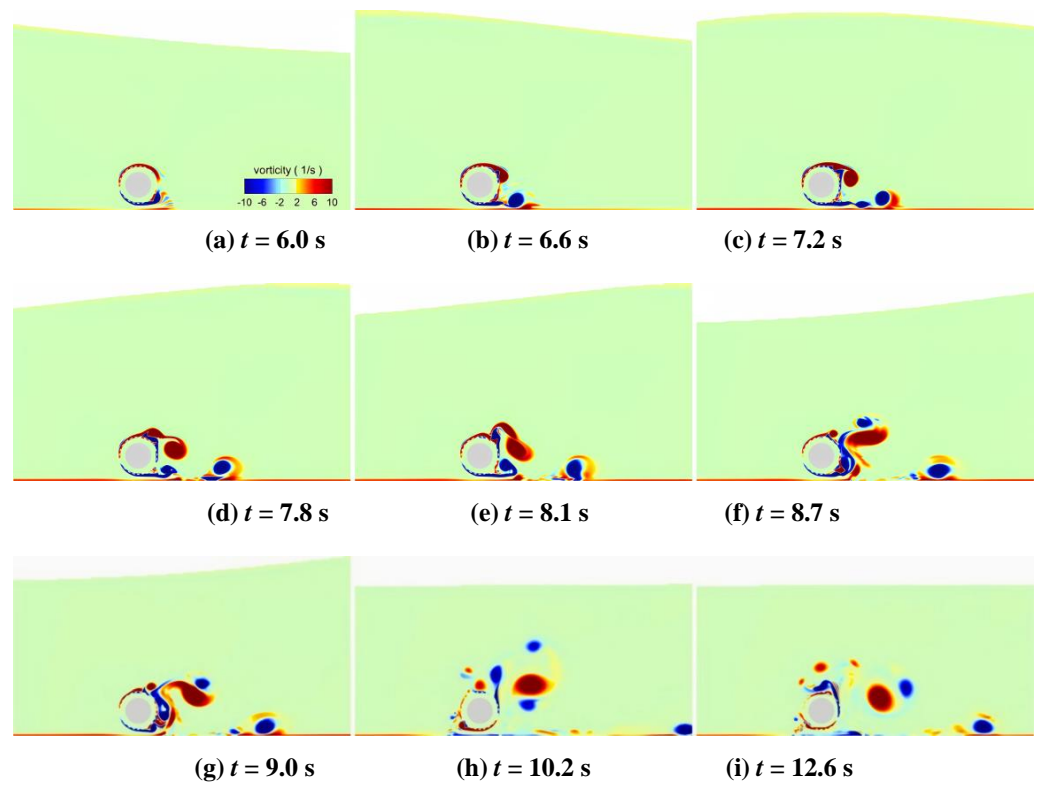 vorticity ( 1/s )
-10 -6 -2 2 6 10
(a) t = 6.0 s
(b) t = 6.6 s
(c) t = 7.2 s
(d) t = 7.8 s
(e) t = 8.1 s
(f) t = 8.7 s
(g) t = 9.0 s
(h) t = 10.2 s
(i) t = 12.6 s